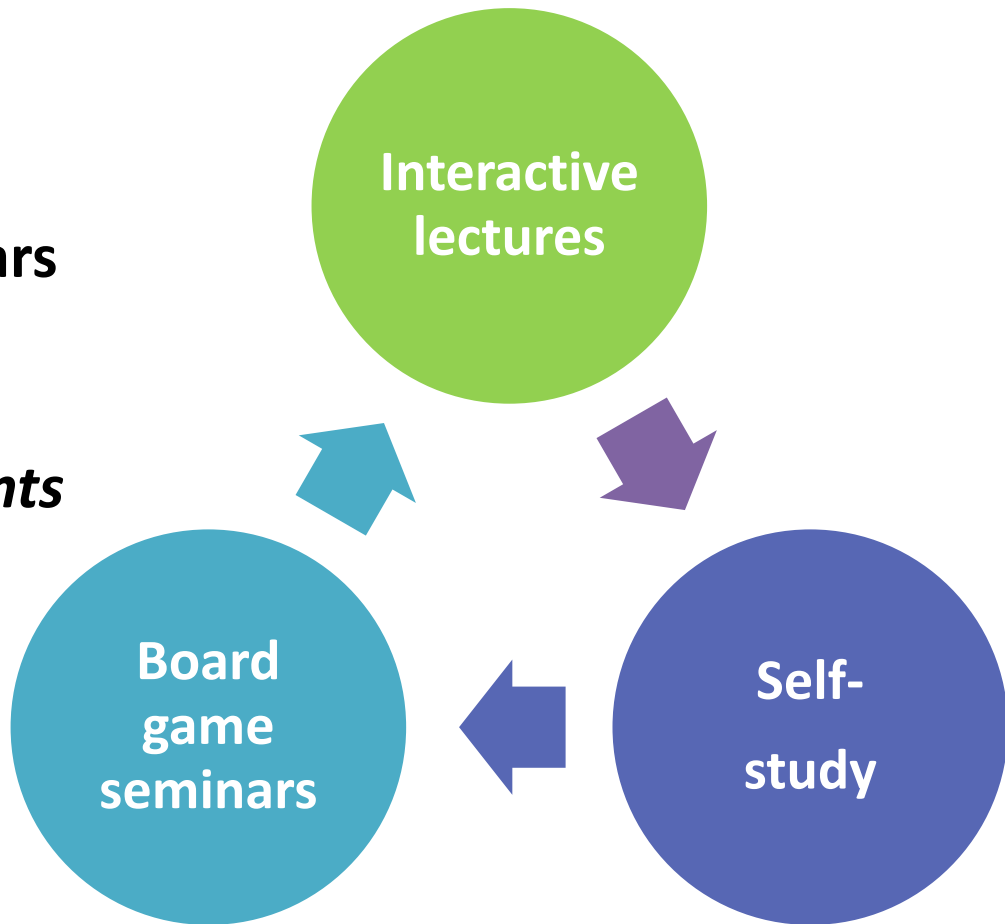 Interactive
lectures
ars
nts
Board
game
seminars
Self-
study